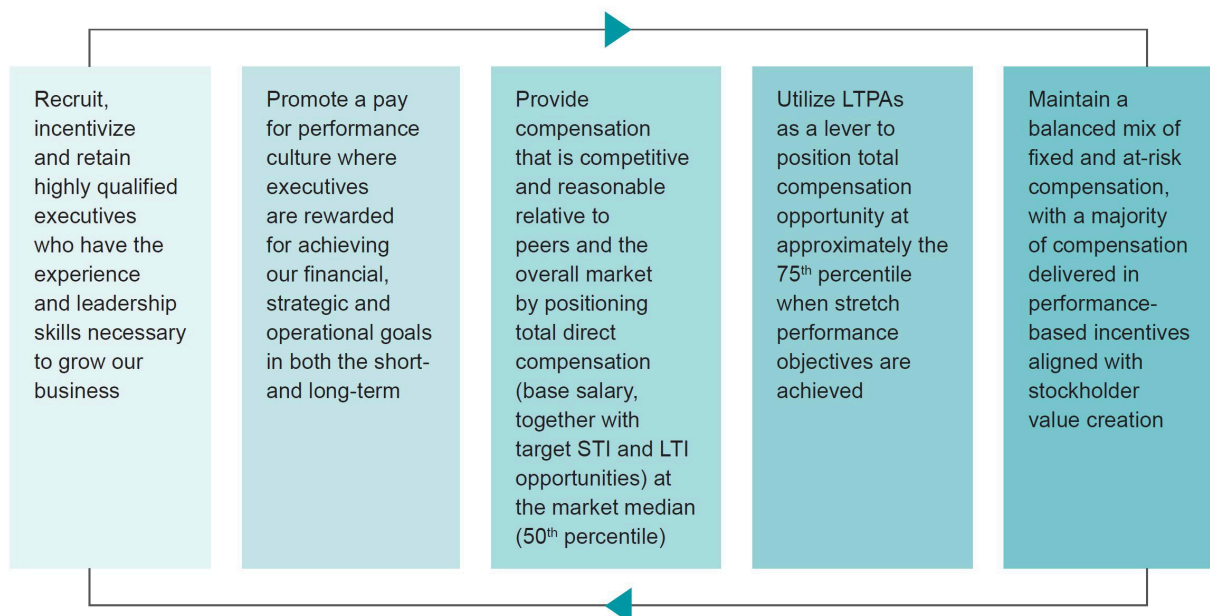 Recruit,
incentivize
and retain
highly qualified
executives
who have the
experience
and leadership
skills necessary
to grow our
business
Promote a pay
for performance
culture where
executives
are rewarded
for achieving
our financial,
strategic and
operational goals
in both the short-
and long-term
Provide
compensation
that is competitive
and reasonable
relative to
peers and the
overall market
by positioning
total direct
compensation
(base salary,
together with
target STI and LTI
opportunities) at
the market median
(50th percentile)
Utilize LTPAs
as a lever to
position total
compensation
opportunity at
approximately the
75th percentile
when stretch
performance
objectives are
achieved
Maintain a
balanced mix of
fixed and at-risk
compensation,
with a majority
of compensation
delivered in
performance-
based incentives
aligned with
stockholder
value creation